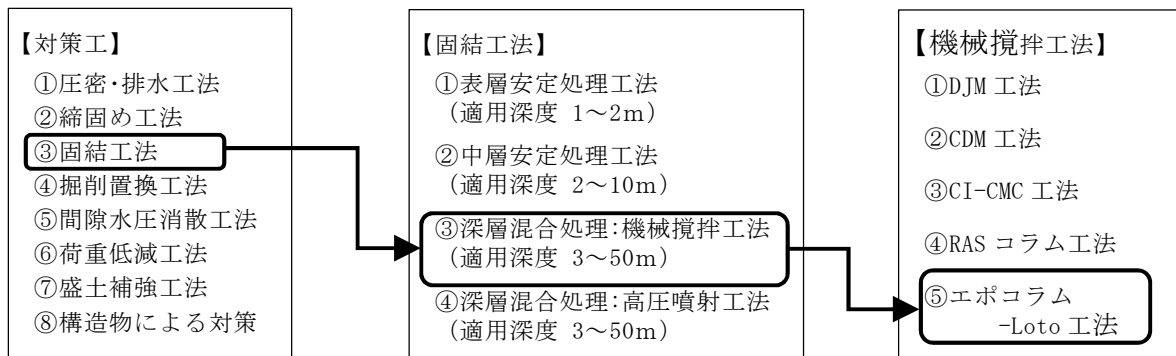 【対策工】
①圧密・排水工法
②締固め工法
③固結工法
④掘削置換工法
⑤間隙水圧消散工法
⑥荷重低減工法
⑦盛土補強工法
⑧構造物による対策
【固結工法】
①表層安定処理工法
（適用深度 1～2m）
②中層安定処理工法
（適用深度 2～10m）
③深層混合処理：機械撹拌工法
（適用深度 3～50m）
④深層混合処理：高圧噴射工法
（適用深度 3～50m）
【機械撹拌工法】
①DJM 工法
②CDM 工法
③CI-CMC 工法
④RAS コラム工法
⑤エポコラム
-Loto 工法